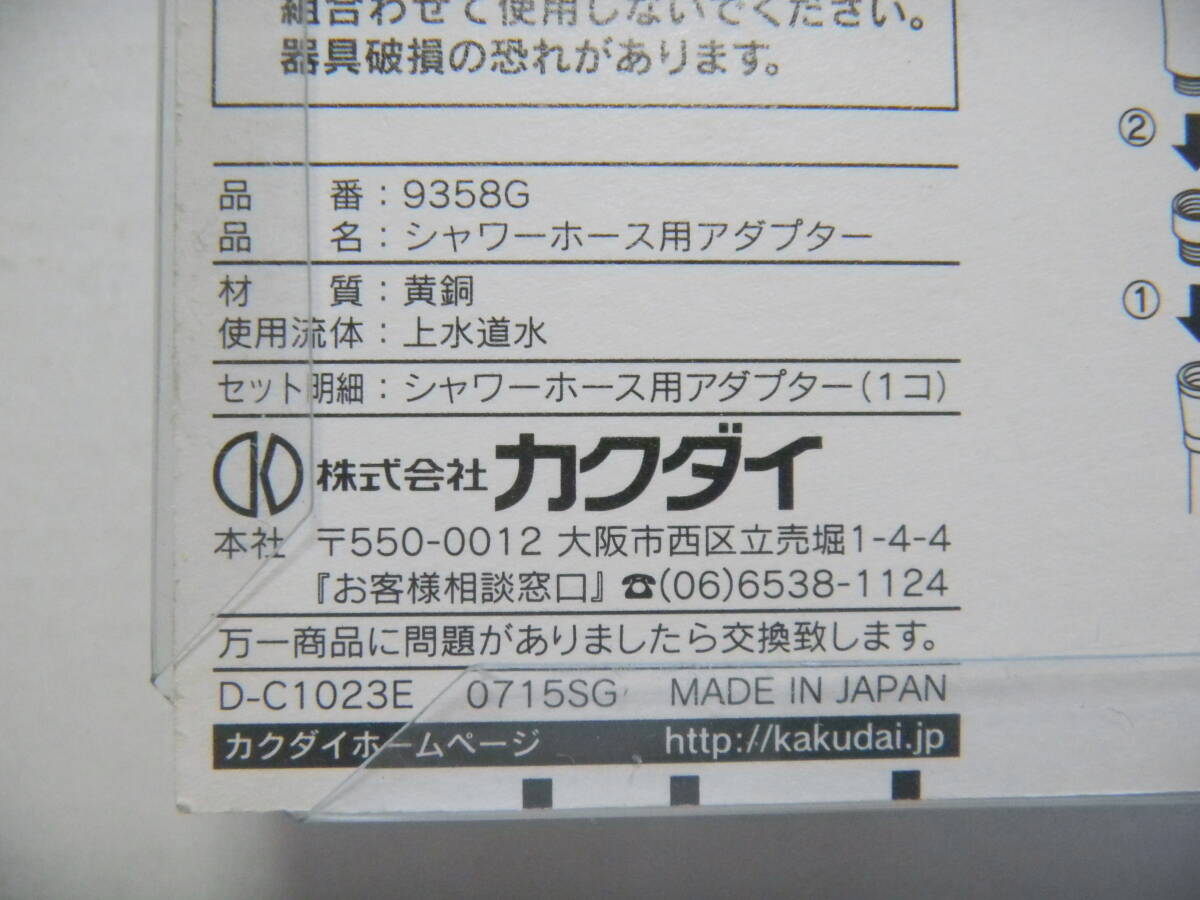 組合わせて使用しないでください。
器具破損の恐れがあります。
品　　番：9358G
品　　名：シャワーホース用アダプター
材　　質：黄銅
使用流体：上水道水
セット明細：シャワーホース用アダプター（1コ）
株式会社 カクダイ
本社 〒550-0012 大阪市西区立売堀1-4-4
『お客様相談窓口』☎(06)6538-1124
万一商品に問題がありましたら交換致します。
D-C1023E 0715SG MADE IN JAPAN
カクダイホームページ http://kakudai.jp
②
①